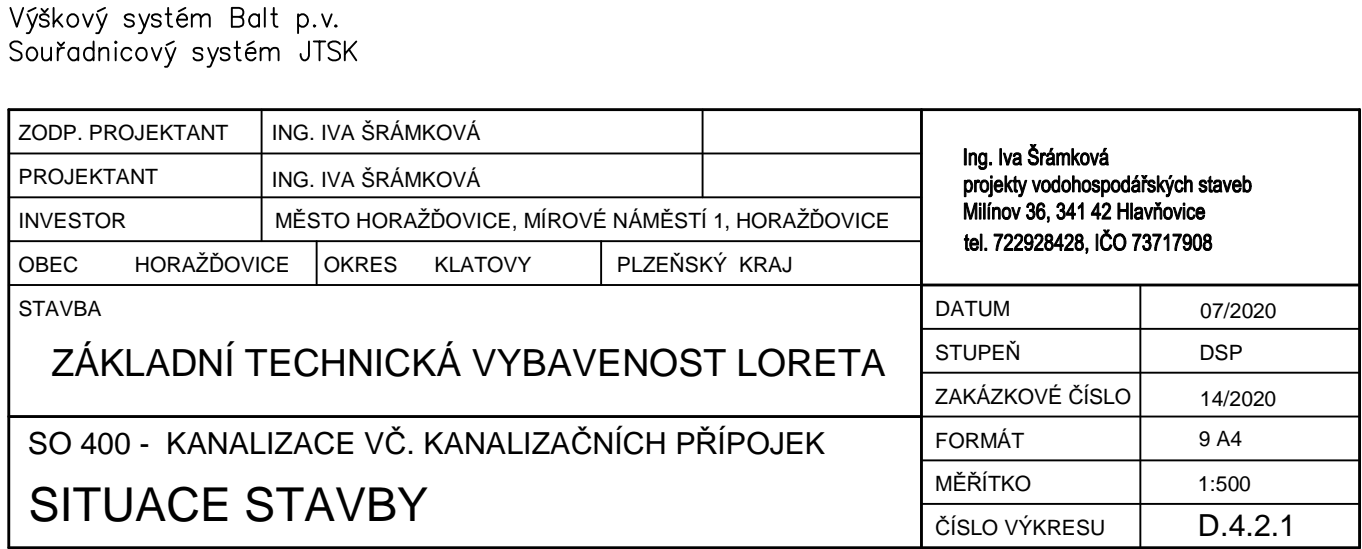 Výškový systém Balt p.v.
Souřadnicový systém JTSK
ZODP. PROJEKTANT ING. IVA ŠRÁMKOVÁ
PROJEKTANT ING. IVA ŠRÁMKOVÁ
INVESTOR MĚSTO HORAŽĎOVICE, MÍROVÉ NÁMĚSTÍ 1, HORAŽĎOVICE
OBEC HORAŽĎOVICE OKRES KLATOVY PLZEŇSKÝ KRAJ
Ing. Iva Šrámková
projekty vodohospodářských staveb
Milínov 36, 341 42 Hlavňovice
tel. 722928428, IČO 73717908
STAVBA
ZÁKLADNÍ TECHNICKÁ VYBAVENOST LORETA
SO 400 - KANALIZACE VČ. KANALIZAČNÍCH PŘÍPOJEK
SITUACE STAVBY
DATUM 07/2020
STUPEŇ DSP
ZAKÁZKOVÉ ČÍSLO 14/2020
FORMÁT 9 A4
MĚŘÍTKO 1:500
ČÍSLO VÝKRESU D.4.2.1